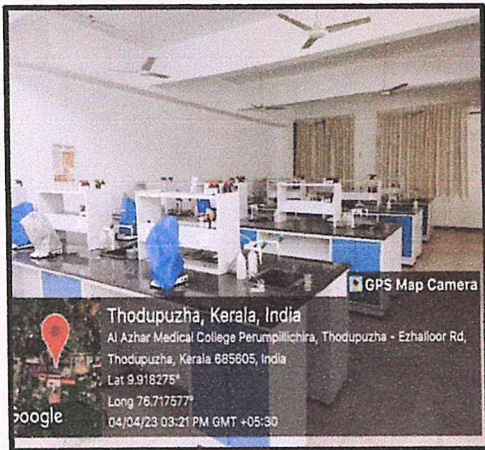 GPS Map Camera
Thodupuzha, Kerala, India
Al Azhar Medical College Perumpillichira, Thodupuzha - Ezhalloor Rd,
Thodupuzha, Kerala 685605, India
Lat 9.918275°
Long 76.717577°
04/04/23 03:21 PM GMT +05:30
Google